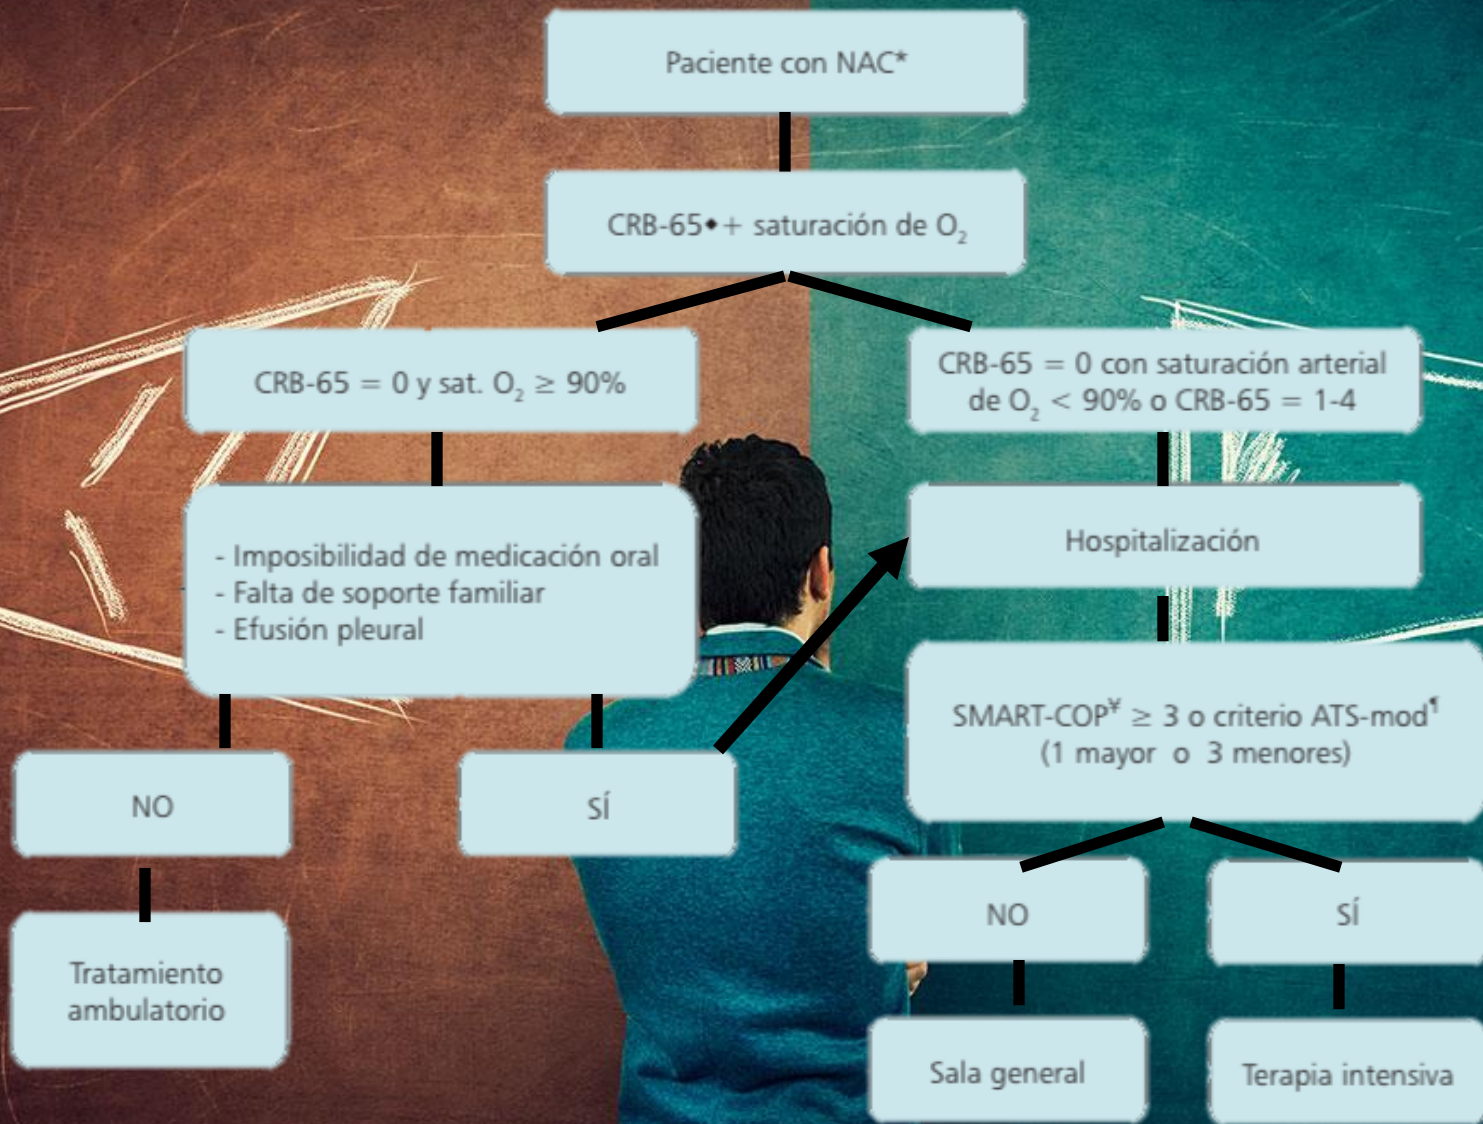 Paciente con NAC*
CRB-65◆+ saturación de O₂
CRB-65 = 0 y sat. O₂ ≥ 90%
CRB-65 = 0 con saturación arterial
de O₂ < 90% o CRB-65 = 1-4
- Imposibilidad de medicación oral
- Falta de soporte familiar
- Efusión pleural
Hospitalización
SMART-COP¥ ≥ 3 o criterio ATS-mod¶
(1 mayor o 3 menores)
NO
SÍ
NO
SÍ
Tratamiento
ambulatorio
Sala general
Terapia intensiva